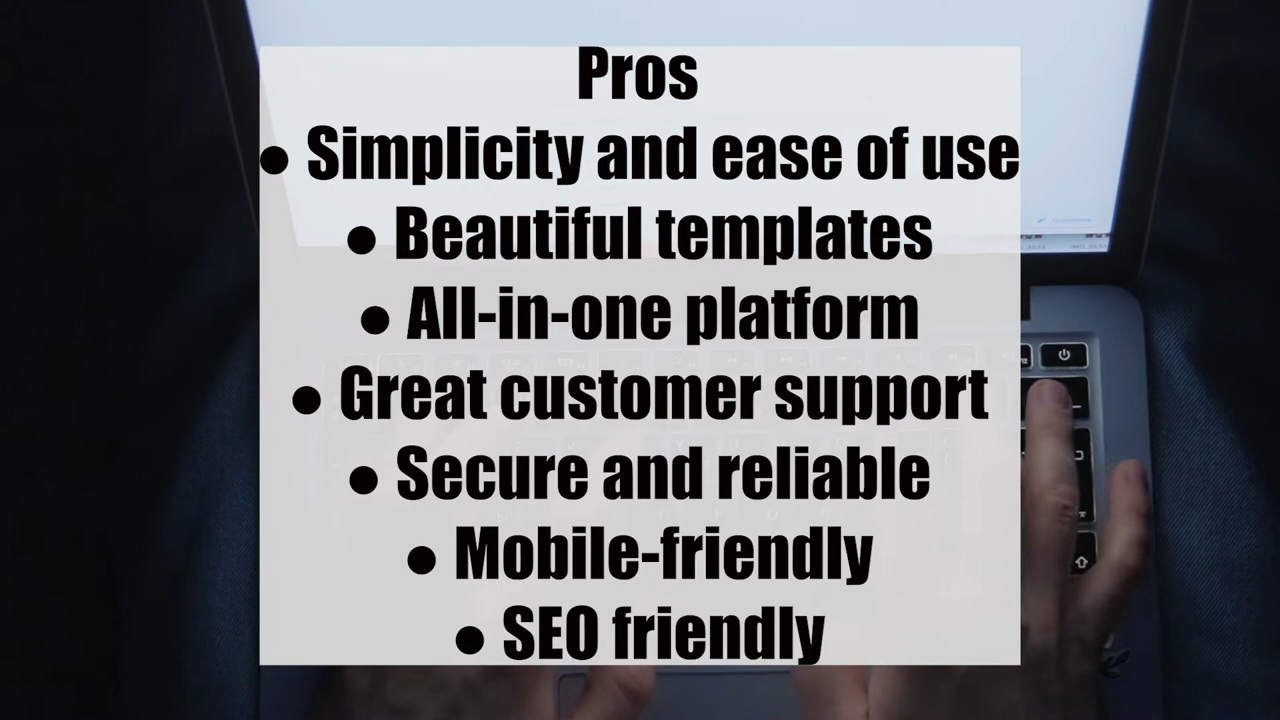 Pros
● Simplicity and ease of use
● Beautiful templates
● All-in-one platform
● Great customer support
● Secure and reliable
● Mobile-friendly
● SEO friendly